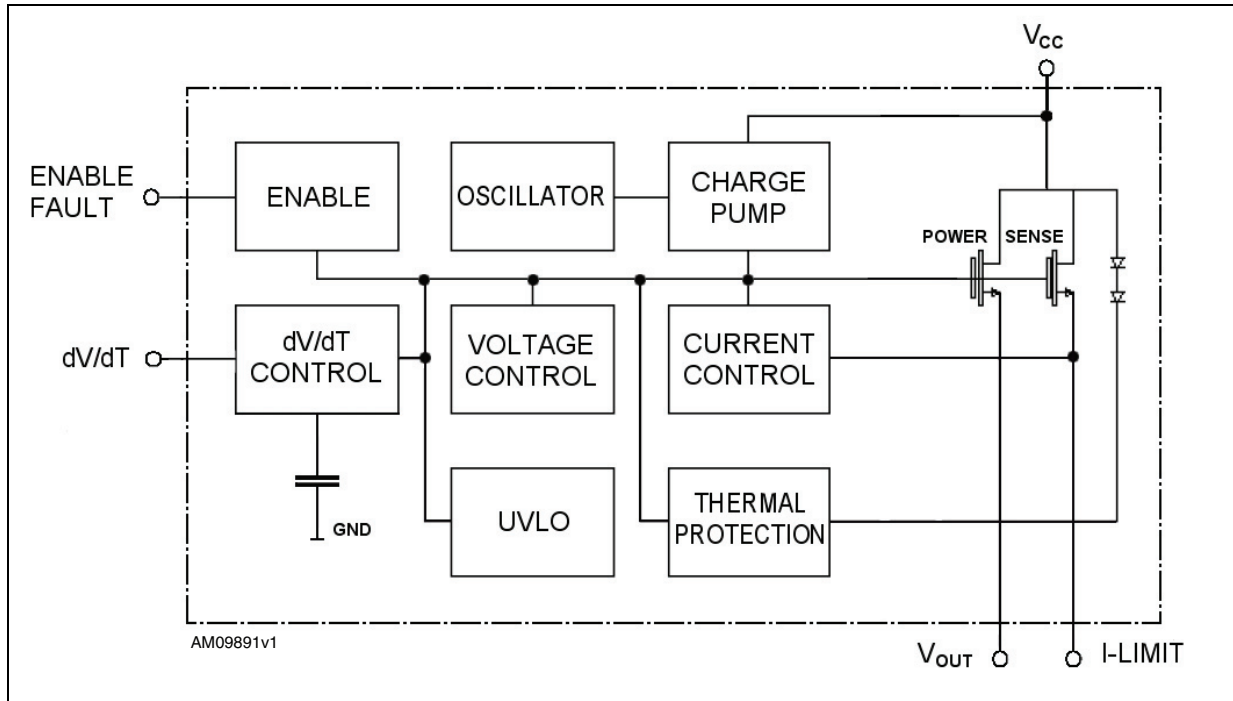 VCC
ENABLE
FAULT
ENABLE
OSCILLATOR
CHARGE
PUMP
POWER
SENSE
dV/dT
dV/dT
CONTROL
VOLTAGE
CONTROL
CURRENT
CONTROL
GND
UVLO
THERMAL
PROTECTION
AM09891v1
VOUT
I-LIMIT